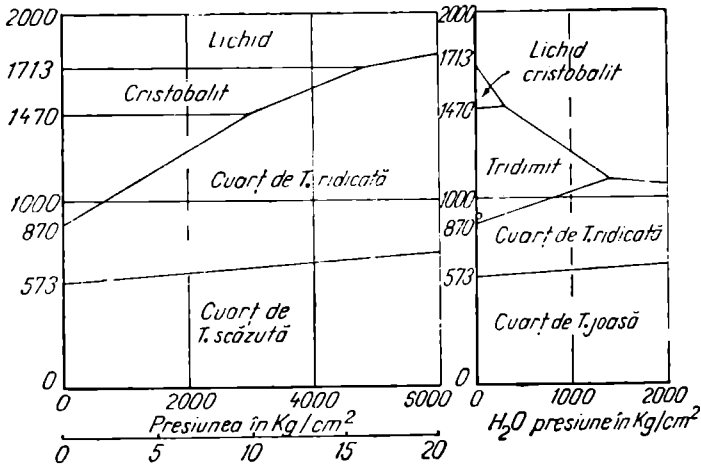 2000
Lichid
1713
Cristobalit
1470
Cuarț de T. ridicată
1000
870
573
Cuarț de
T. scăzută
0
0 2000 4000 6000
Presiunea în Kg/cm²
0 5 10 15 20
2000
1713
Lichid
cristobalit
1470
Tridimit
1000
870
Cuarț de T. ridicată
573
Cuarț de T. joasă
0
0 1000 2000
H₂O presiune în Kg/cm²